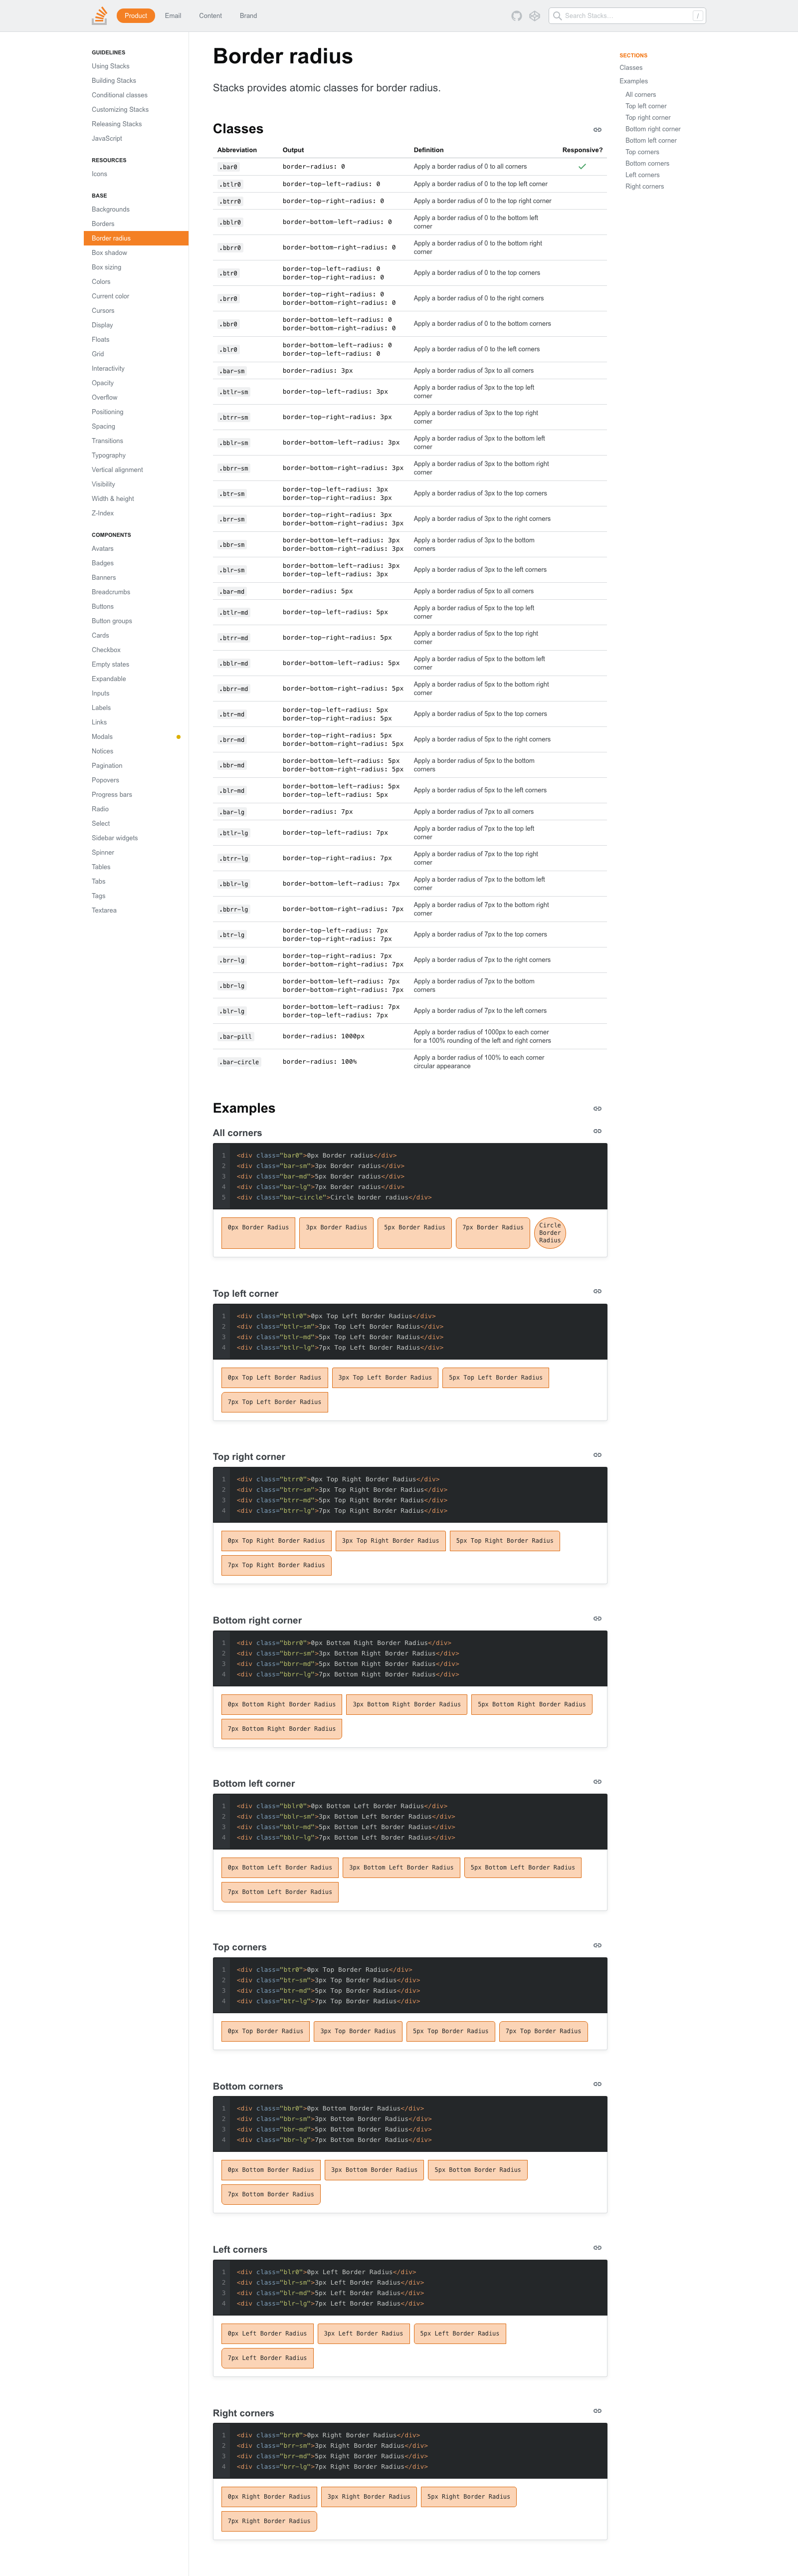 Product
Email
Content
Brand
Search Stacks…
/
GUIDELINES
Using Stacks
Building Stacks
Conditional classes
Customizing Stacks
Releasing Stacks
JavaScript
RESOURCES
Icons
BASE
Backgrounds
Borders
Border radius
Box shadow
Box sizing
Colors
Current color
Cursors
Display
Floats
Grid
Interactivity
Opacity
Overflow
Positioning
Spacing
Transitions
Typography
Vertical alignment
Visibility
Width & height
Z-Index
COMPONENTS
Avatars
Badges
Banners
Breadcrumbs
Buttons
Button groups
Cards
Checkbox
Empty states
Expandable
Inputs
Labels
Links
Modals
Notices
Pagination
Popovers
Progress bars
Radio
Select
Sidebar widgets
Spinner
Tables
Tabs
Tags
Textarea
Border radius
Stacks provides atomic classes for border radius.
Classes
Abbreviation Output Definition Responsive?
.bar0 border-radius: 0 Apply a border radius of 0 to all corners
.btlr0 border-top-left-radius: 0 Apply a border radius of 0 to the top left corner
.btrr0 border-top-right-radius: 0 Apply a border radius of 0 to the top right corner
.bblr0 border-bottom-left-radius: 0 Apply a border radius of 0 to the bottom left
corner
.bbrr0 border-bottom-right-radius: 0 Apply a border radius of 0 to the bottom right
corner
.btr0 border-top-left-radius: 0
border-top-right-radius: 0 Apply a border radius of 0 to the top corners
.brr0 border-top-right-radius: 0
border-bottom-right-radius: 0 Apply a border radius of 0 to the right corners
.bbr0 border-bottom-left-radius: 0
border-bottom-right-radius: 0 Apply a border radius of 0 to the bottom corners
.blr0 border-bottom-left-radius: 0
border-top-left-radius: 0 Apply a border radius of 0 to the left corners
.bar-sm border-radius: 3px Apply a border radius of 3px to all corners
.btlr-sm border-top-left-radius: 3px Apply a border radius of 3px to the top left
corner
.btrr-sm border-top-right-radius: 3px Apply a border radius of 3px to the top right
corner
.bblr-sm border-bottom-left-radius: 3px Apply a border radius of 3px to the bottom left
corner
.bbrr-sm border-bottom-right-radius: 3px Apply a border radius of 3px to the bottom right
corner
.btr-sm border-top-left-radius: 3px
border-top-right-radius: 3px Apply a border radius of 3px to the top corners
.brr-sm border-top-right-radius: 3px
border-bottom-right-radius: 3px Apply a border radius of 3px to the right corners
.bbr-sm border-bottom-left-radius: 3px
border-bottom-right-radius: 3px Apply a border radius of 3px to the bottom
corners
.blr-sm border-bottom-left-radius: 3px
border-top-left-radius: 3px Apply a border radius of 3px to the left corners
.bar-md border-radius: 5px Apply a border radius of 5px to all corners
.btlr-md border-top-left-radius: 5px Apply a border radius of 5px to the top left
corner
.btrr-md border-top-right-radius: 5px Apply a border radius of 5px to the top right
corner
.bblr-md border-bottom-left-radius: 5px Apply a border radius of 5px to the bottom left
corner
.bbrr-md border-bottom-right-radius: 5px Apply a border radius of 5px to the bottom right
corner
.btr-md border-top-left-radius: 5px
border-top-right-radius: 5px Apply a border radius of 5px to the top corners
.brr-md border-top-right-radius: 5px
border-bottom-right-radius: 5px Apply a border radius of 5px to the right corners
.bbr-md border-bottom-left-radius: 5px
border-bottom-right-radius: 5px Apply a border radius of 5px to the bottom
corners
.blr-md border-bottom-left-radius: 5px
border-top-left-radius: 5px Apply a border radius of 5px to the left corners
.bar-lg border-radius: 7px Apply a border radius of 7px to all corners
.btlr-lg border-top-left-radius: 7px Apply a border radius of 7px to the top left
corner
.btrr-lg border-top-right-radius: 7px Apply a border radius of 7px to the top right
corner
.bblr-lg border-bottom-left-radius: 7px Apply a border radius of 7px to the bottom left
corner
.bbrr-lg border-bottom-right-radius: 7px Apply a border radius of 7px to the bottom right
corner
.btr-lg border-top-left-radius: 7px
border-top-right-radius: 7px Apply a border radius of 7px to the top corners
.brr-lg border-top-right-radius: 7px
border-bottom-right-radius: 7px Apply a border radius of 7px to the right corners
.bbr-lg border-bottom-left-radius: 7px
border-bottom-right-radius: 7px Apply a border radius of 7px to the bottom
corners
.blr-lg border-bottom-left-radius: 7px
border-top-left-radius: 7px Apply a border radius of 7px to the left corners
.bar-pill border-radius: 1000px Apply a border radius of 1000px to each corner
for a 100% rounding of the left and right corners
.bar-circle border-radius: 100% Apply a border radius of 100% to each corner
circular appearance
Examples
All corners
1 <div class="bar0">0px Border radius</div>
2 <div class="bar-sm">3px Border radius</div>
3 <div class="bar-md">5px Border radius</div>
4 <div class="bar-lg">7px Border radius</div>
5 <div class="bar-circle">Circle border radius</div>
0px Border Radius 3px Border Radius 5px Border Radius 7px Border Radius
Circle
Border
Radius
Top left corner
1 <div class="btlr0">0px Top Left Border Radius</div>
2 <div class="btlr-sm">3px Top Left Border Radius</div>
3 <div class="btlr-md">5px Top Left Border Radius</div>
4 <div class="btlr-lg">7px Top Left Border Radius</div>
0px Top Left Border Radius 3px Top Left Border Radius 5px Top Left Border Radius
7px Top Left Border Radius
Top right corner
1 <div class="btrr0">0px Top Right Border Radius</div>
2 <div class="btrr-sm">3px Top Right Border Radius</div>
3 <div class="btrr-md">5px Top Right Border Radius</div>
4 <div class="btrr-lg">7px Top Right Border Radius</div>
0px Top Right Border Radius 3px Top Right Border Radius 5px Top Right Border Radius
7px Top Right Border Radius
Bottom right corner
1 <div class="bbrr0">0px Bottom Right Border Radius</div>
2 <div class="bbrr-sm">3px Bottom Right Border Radius</div>
3 <div class="bbrr-md">5px Bottom Right Border Radius</div>
4 <div class="bbrr-lg">7px Bottom Right Border Radius</div>
0px Bottom Right Border Radius 3px Bottom Right Border Radius 5px Bottom Right Border Radius
7px Bottom Right Border Radius
Bottom left corner
1 <div class="bblr0">0px Bottom Left Border Radius</div>
2 <div class="bblr-sm">3px Bottom Left Border Radius</div>
3 <div class="bblr-md">5px Bottom Left Border Radius</div>
4 <div class="bblr-lg">7px Bottom Left Border Radius</div>
0px Bottom Left Border Radius 3px Bottom Left Border Radius 5px Bottom Left Border Radius
7px Bottom Left Border Radius
Top corners
1 <div class="btr0">0px Top Border Radius</div>
2 <div class="btr-sm">3px Top Border Radius</div>
3 <div class="btr-md">5px Top Border Radius</div>
4 <div class="btr-lg">7px Top Border Radius</div>
0px Top Border Radius 3px Top Border Radius 5px Top Border Radius 7px Top Border Radius
Bottom corners
1 <div class="bbr0">0px Bottom Border Radius</div>
2 <div class="bbr-sm">3px Bottom Border Radius</div>
3 <div class="bbr-md">5px Bottom Border Radius</div>
4 <div class="bbr-lg">7px Bottom Border Radius</div>
0px Bottom Border Radius 3px Bottom Border Radius 5px Bottom Border Radius
7px Bottom Border Radius
Left corners
1 <div class="blr0">0px Left Border Radius</div>
2 <div class="blr-sm">3px Left Border Radius</div>
3 <div class="blr-md">5px Left Border Radius</div>
4 <div class="blr-lg">7px Left Border Radius</div>
0px Left Border Radius 3px Left Border Radius 5px Left Border Radius
7px Left Border Radius
Right corners
1 <div class="brr0">0px Right Border Radius</div>
2 <div class="brr-sm">3px Right Border Radius</div>
3 <div class="brr-md">5px Right Border Radius</div>
4 <div class="brr-lg">7px Right Border Radius</div>
0px Right Border Radius 3px Right Border Radius 5px Right Border Radius
7px Right Border Radius
SECTIONS
Classes
Examples
All corners
Top left corner
Top right corner
Bottom right corner
Bottom left corner
Top corners
Bottom corners
Left corners
Right corners